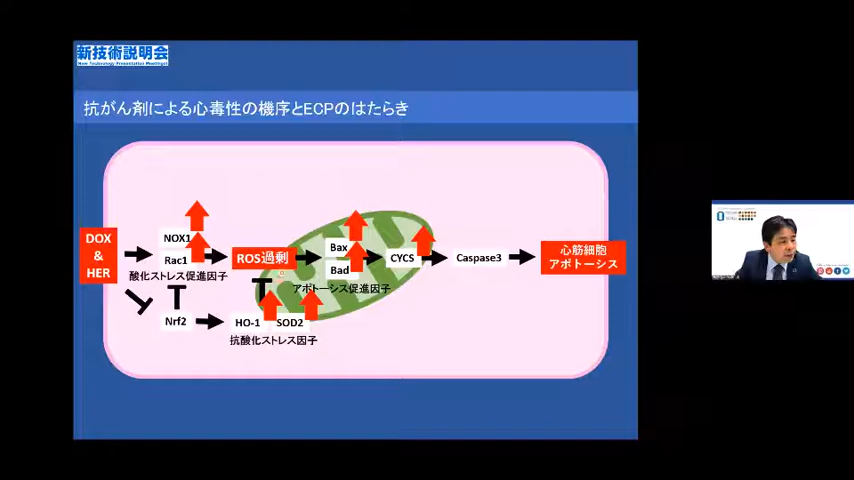 新技術説明会
New Technology Presentation Meetings!
抗がん剤による心毒性の機序とECPのはたらき
DOX
&
HER
NOX1
Rac1
酸化ストレス促進因子
Nrf2
ROS過剰
HO-1
SOD2
抗酸化ストレス因子
Bax
Bad
アポトーシス促進因子
CYCS
Caspase3
心筋細胞
アポトーシス